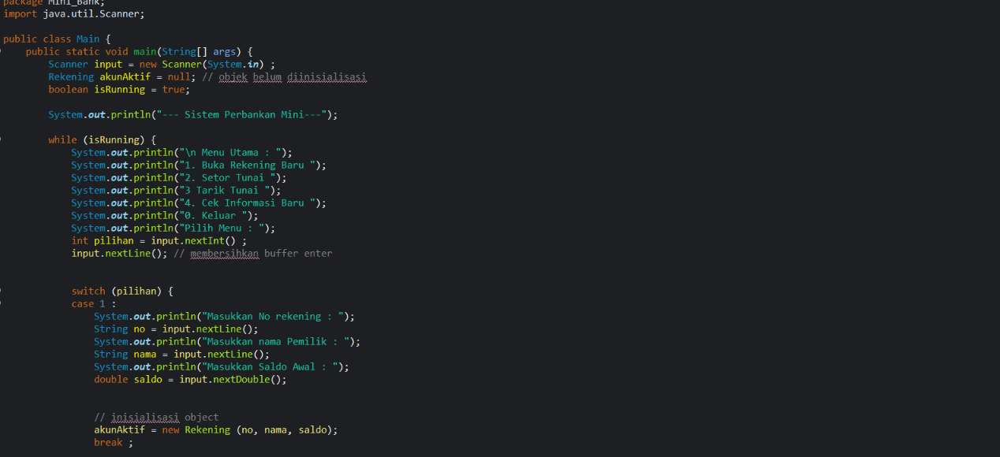 package Mini_Bank;
import java.util.Scanner;
public class Main {
public static void main(String[] args) {
Scanner input = new Scanner(System.in) ;
Rekening akunAktif = null; // objek belum diinisialisasi
boolean isRunning = true;
System.out.println("--- Sistem Perbankan Mini---");
while (isRunning) {
System.out.println("\n Menu Utama : ");
System.out.println("1. Buka Rekening Baru ");
System.out.println("2. Setor Tunai ");
System.out.println("3 Tarik Tunai ");
System.out.println("4. Cek Informasi Baru ");
System.out.println("0. Keluar ");
System.out.println("Pilih Menu : ");
int pilihan = input.nextInt() ;
input.nextLine(); // membersihkan buffer enter
switch (pilihan) {
case 1 :
System.out.println("Masukkan No rekening : ");
String no = input.nextLine();
System.out.println("Masukkan nama Pemilik : ");
String nama = input.nextLine();
System.out.println("Masukkan Saldo Awal : ");
double saldo = input.nextDouble();
// inisialisasi object
akunAktif = new Rekening (no, nama, saldo);
break ;